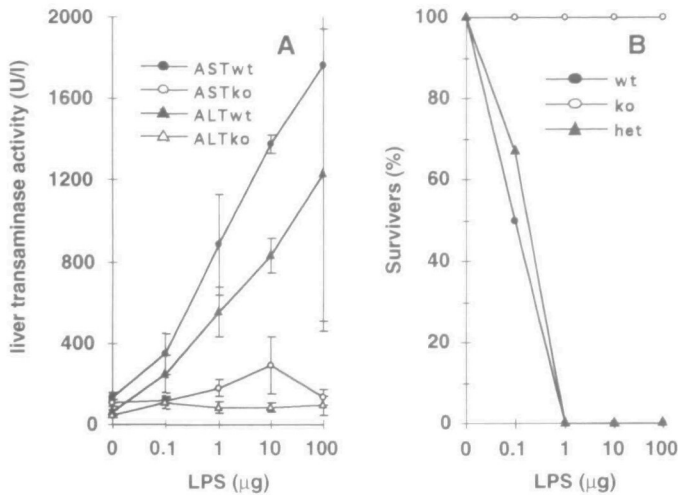 A
liver transaminase activity (U/l)
2000
1600
1200
800
400
0
ASTwt
ASTko
ALTwt
ALTko
0 0.1 1 10 100
LPS (µg)
B
Survivers (%)
100
80
60
40
20
0
wt
ko
het
0 0.1 1 10 100
LPS (µg)